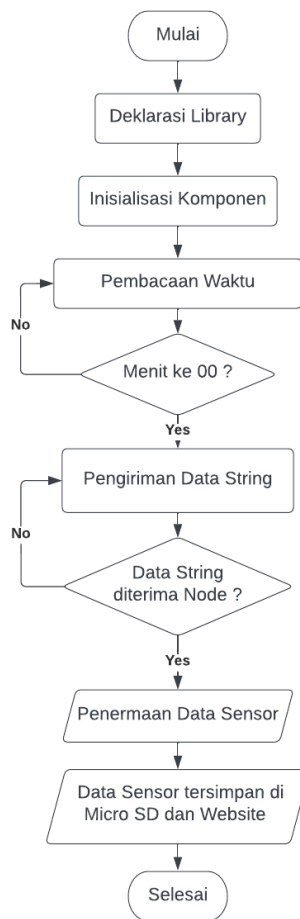 Mulai
Deklarasi Library
Inisialisasi Komponen
Pembacaan Waktu
No
Menit ke 00 ?
Yes
Pengiriman Data String
No
Data String
diterima Node ?
Yes
Penermaan Data Sensor
Data Sensor tersimpan di
Micro SD dan Website
Selesai